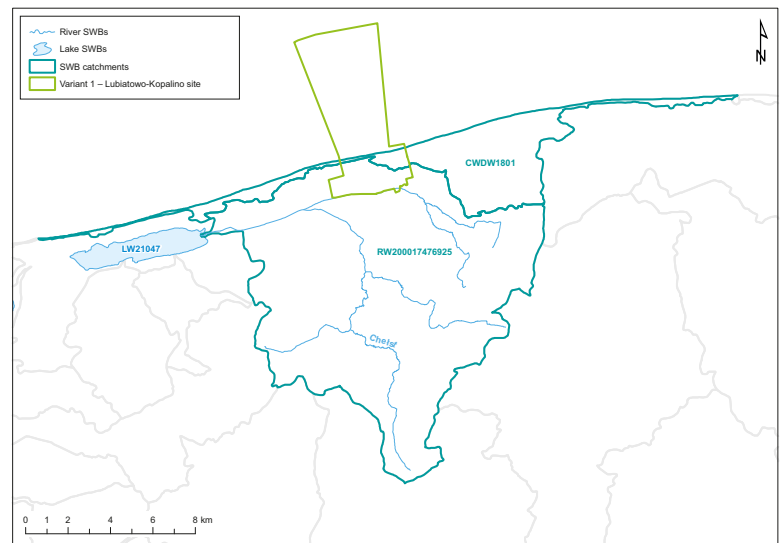 River SWBs
Lake SWBs
SWB catchments
Variant 1 – Lubiatowo-Kopalino site
N
CWDW1801
LW21047
RW200017476925
Chelst
0 1 2 4 6 8 km